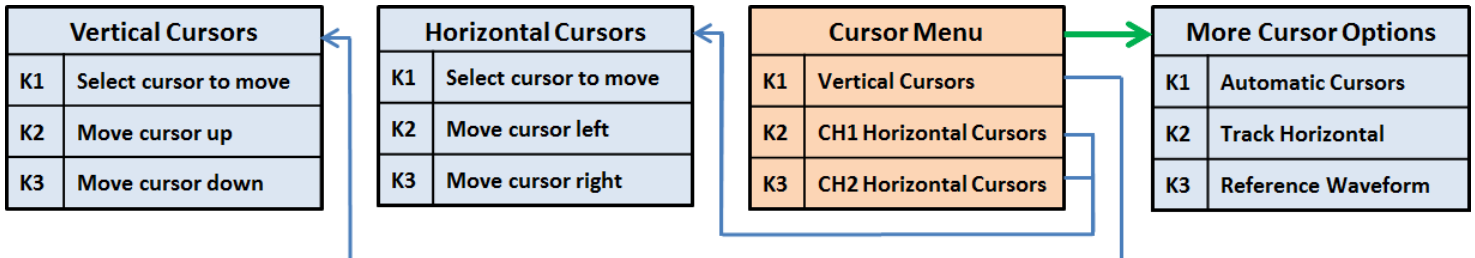 Vertical Cursors
K1 Select cursor to move
K2 Move cursor up
K3 Move cursor down
Horizontal Cursors
K1 Select cursor to move
K2 Move cursor left
K3 Move cursor right
Cursor Menu
K1 Vertical Cursors
K2 CH1 Horizontal Cursors
K3 CH2 Horizontal Cursors
More Cursor Options
K1 Automatic Cursors
K2 Track Horizontal
K3 Reference Waveform